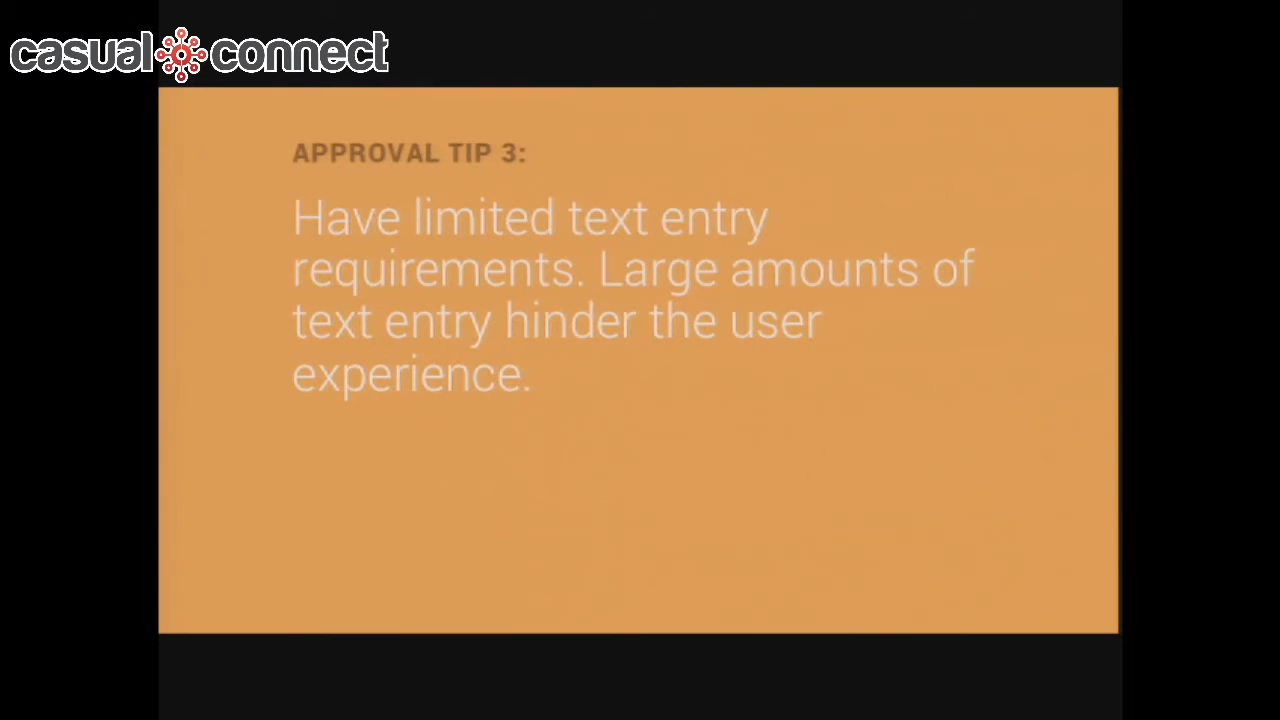 casual connect
APPROVAL TIP 3:
Have limited text entry
requirements. Large amounts of
text entry hinder the user
experience.